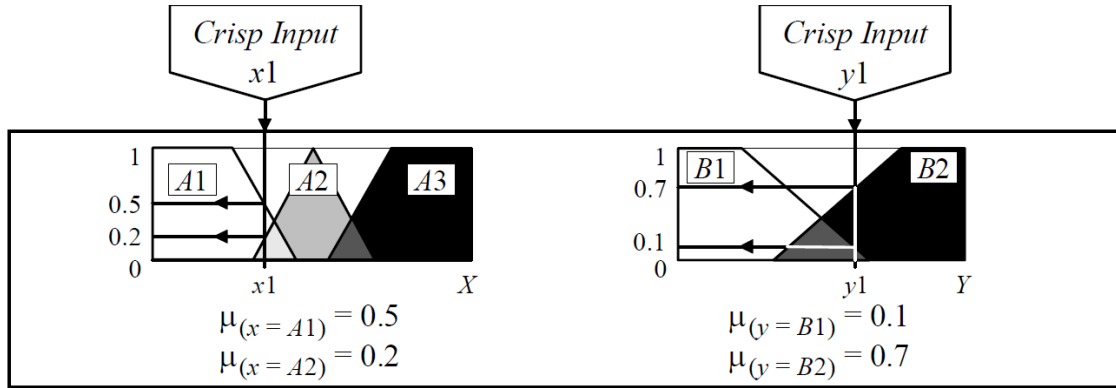 Crisp Input
x1
Crisp Input
y1
1
A1
A2
A3
0.5
0.2
0
x1
X
μ(x = A1) = 0.5
μ(x = A2) = 0.2
1
B1
B2
0.7
0.1
0
y1
Y
μ(y = B1) = 0.1
μ(y = B2) = 0.7